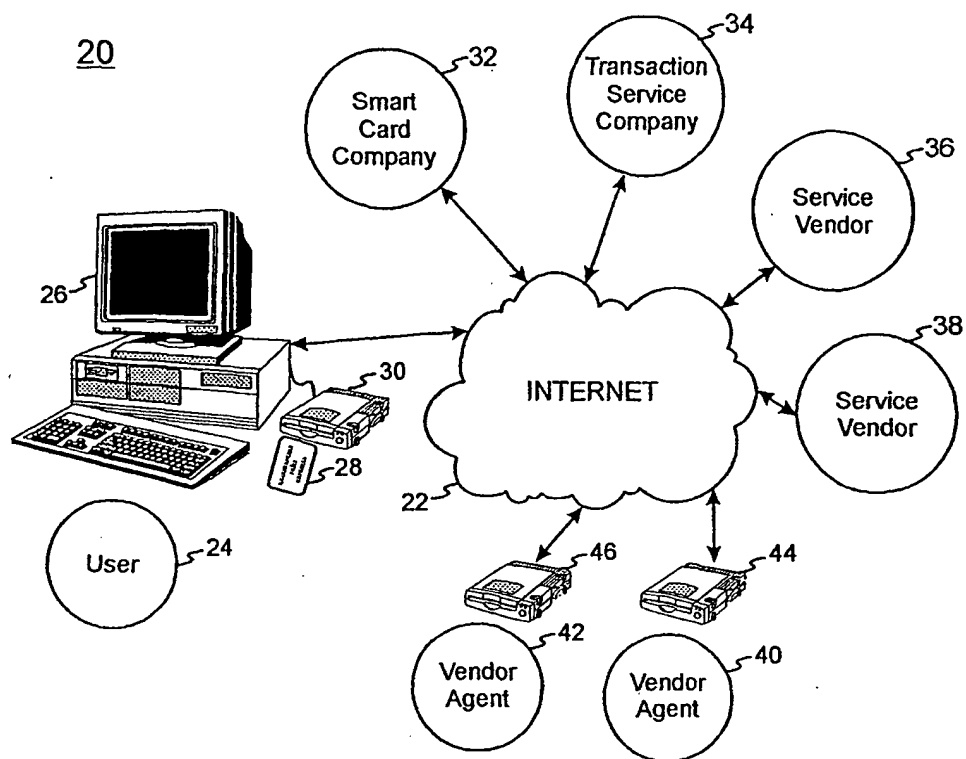 20
32
Smart
Card
Company
34
Transaction
Service
Company
36
Service
Vendor
26
30
28
INTERNET
22
38
Service
Vendor
User
24
46
44
42
Vendor
Agent
40
Vendor
Agent